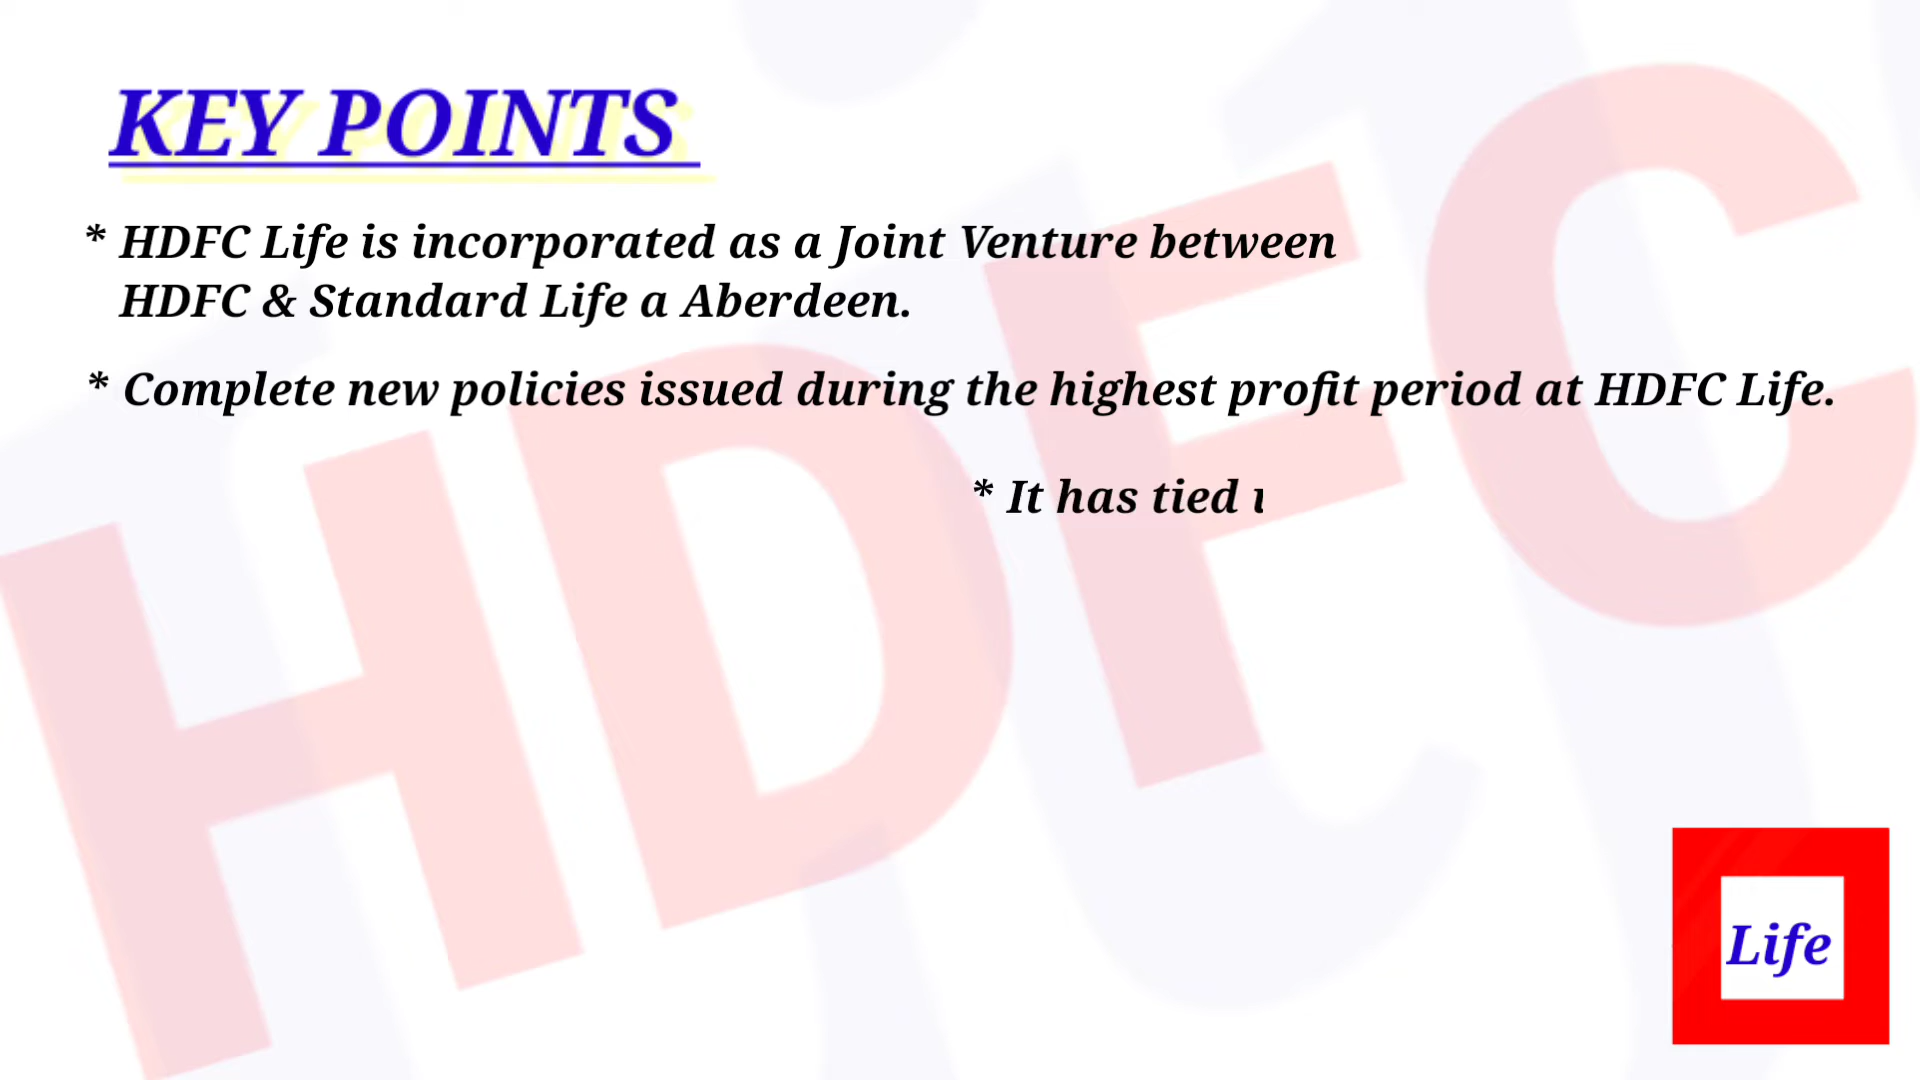 KEY POINTS
* HDFC Life is incorporated as a Joint Venture between
HDFC & Standard Life a Aberdeen.
* Complete new policies issued during the highest profit period at HDFC Life.
* It has tied
HDFC
Life